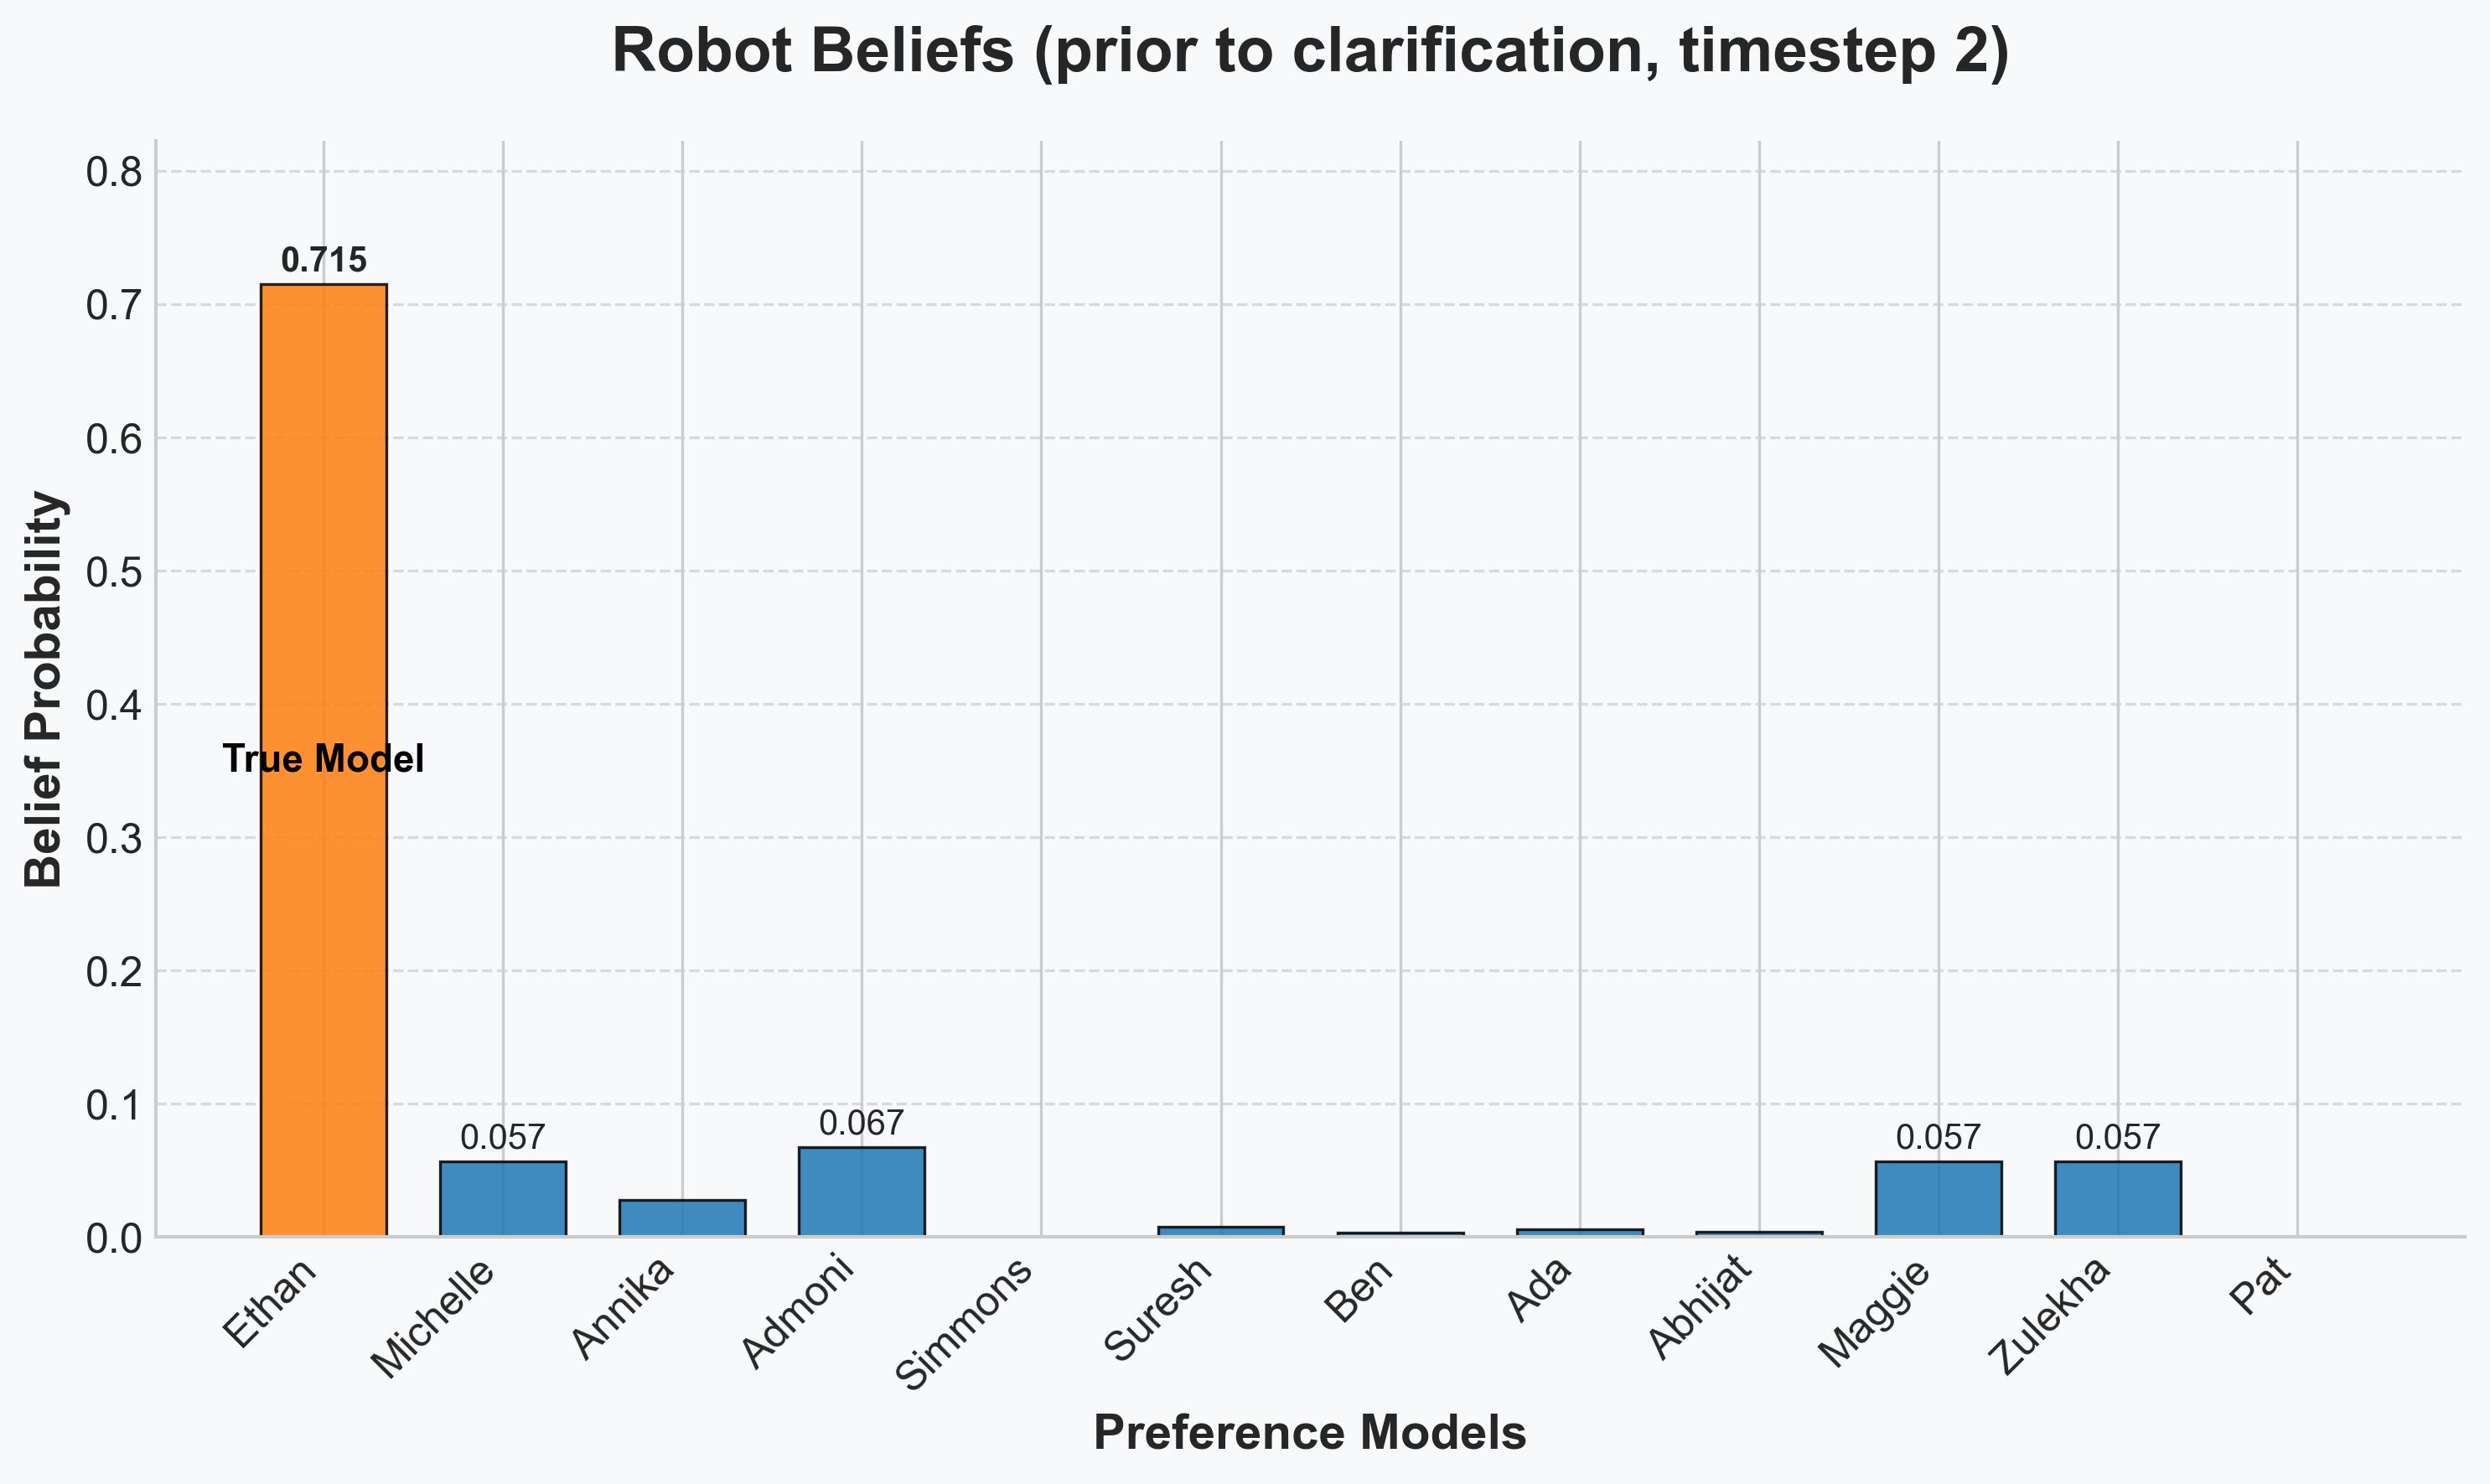 Robot Beliefs (prior to clarification, timestep 2)
Belief Probability
0.8
0.7
0.6
0.5
0.4
0.3
0.2
0.1
0.0
0.715
True Model
0.057
0.067
0.057
0.057
Ethan
Michelle
Annika
Admoni
Simmons
Suresh
Ben
Ada
Abhijat
Maggie
Zulekha
Pat
Preference Models